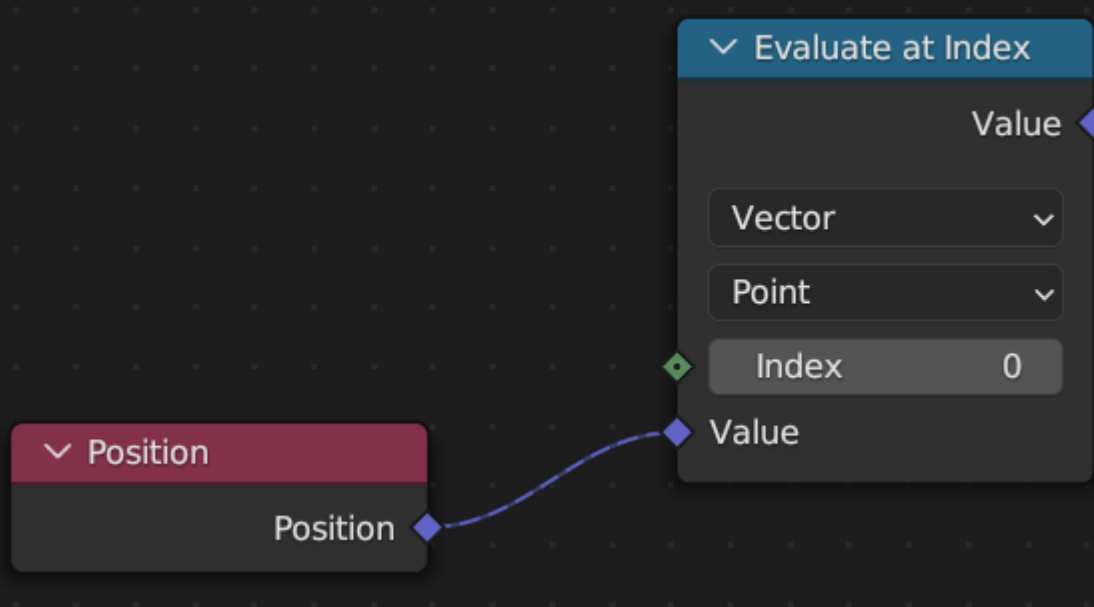 Evaluate at Index
Value
Vector
Point
Index 0
Value
Position
Position